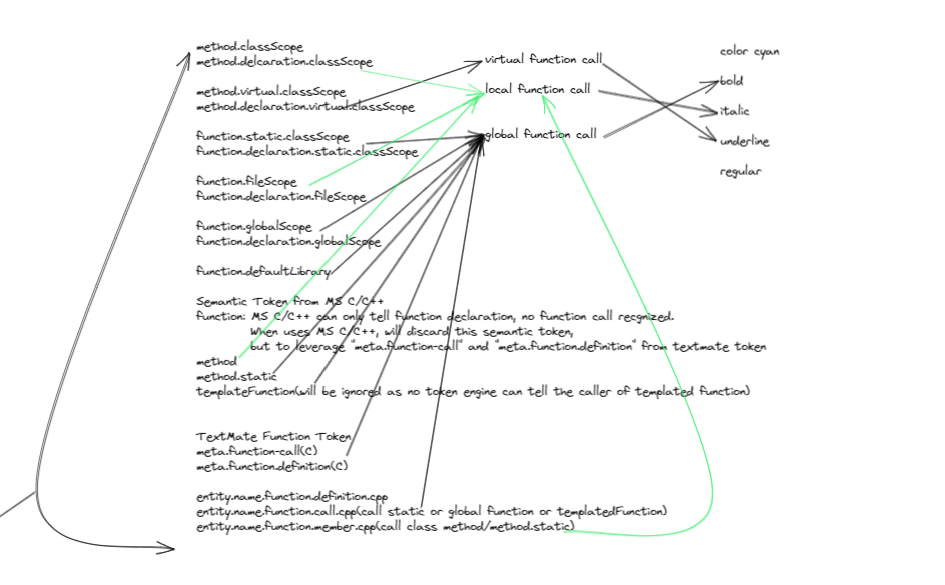 method.classScope
method.delcaration.classScope
method.virtual.classScope
method.declaration.virtual.classScope
function.static.classScope
function.declaration.static.classScope
function.fileScope
function.declaration.fileScope
function.globalScope
function.declaration.globalScope
function.defaultLibrary
Semantic Token from MS C/C++
function: MS C/C++ can only tell function declaration, no function call recgnized.
When uses MS C/C++, will discard this semantic token,
but to leverage "meta.function-call" and "meta.function.definition" from textmate token
method
method.static
templateFunction(will be ignored as no token engine can tell the caller of templated function)
TextMate Function Token
meta.function-call(C)
meta.function.definition(C)
entity.name.function.definition.cpp
entity.name.function.call.cpp(call static or global function or templatedFunction)
entity.name.function.member.cpp(call class method/method.static)
virtual function call
local function call
global function call
color cyan
bold
italic
underline
regular